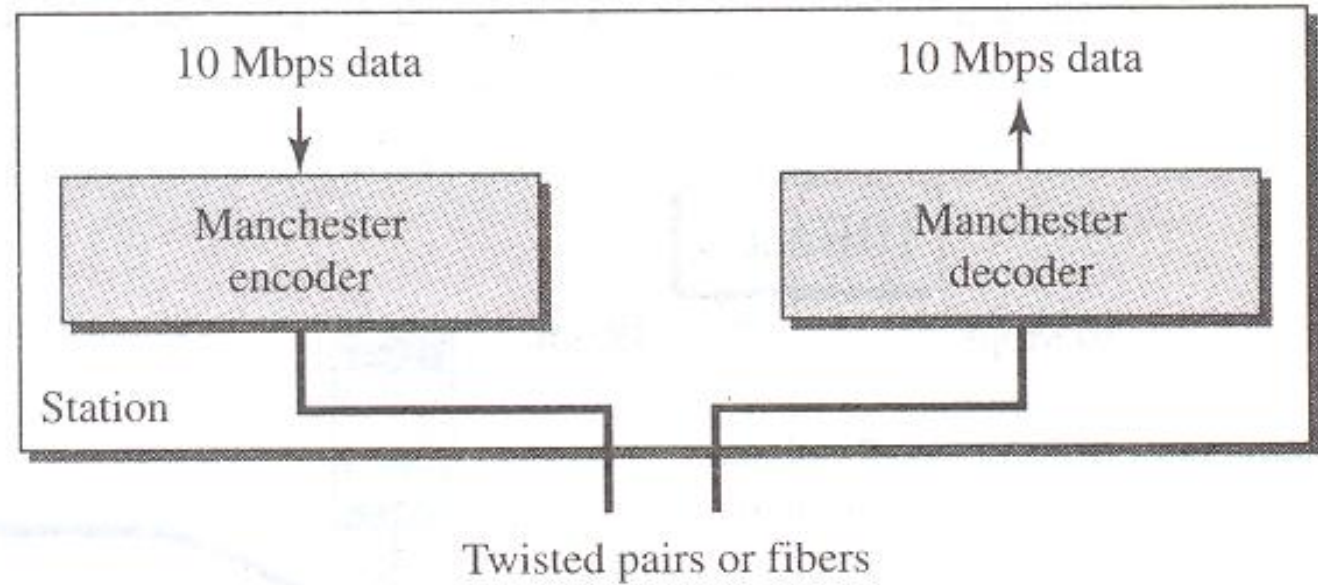 10 Mbps data
10 Mbps data
Manchester
encoder
Manchester
decoder
Station
Twisted pairs or fibers